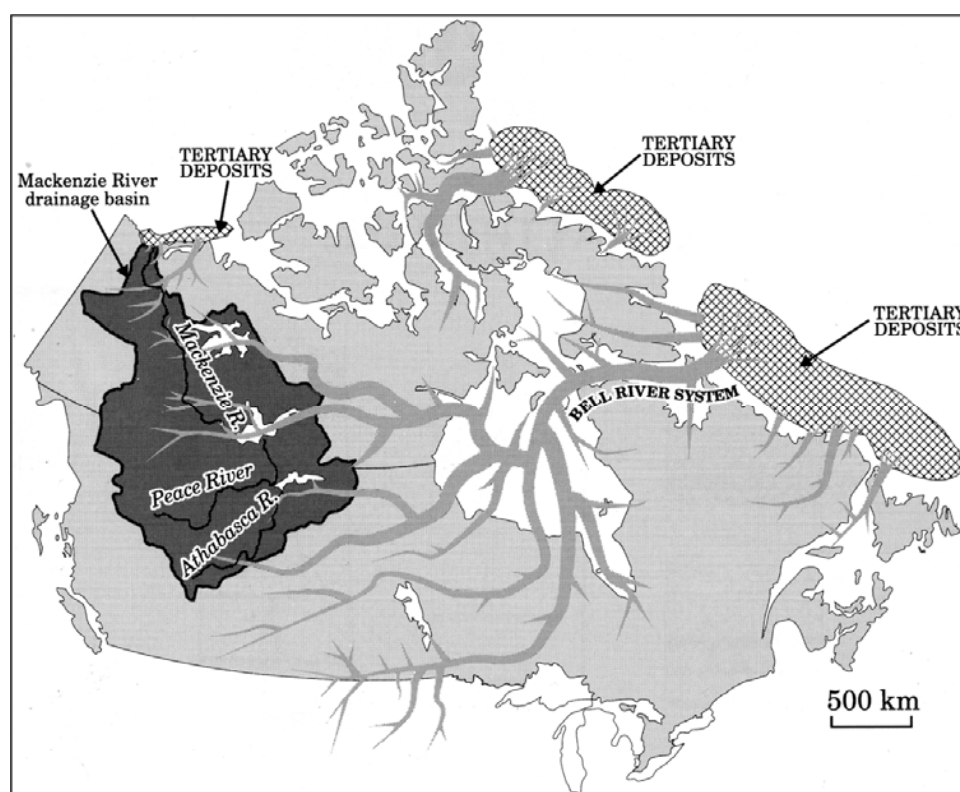 TERTIARY
DEPOSITS
TERTIARY
DEPOSITS
Mackenzie River
drainage basin
TERTIARY
DEPOSITS
Mackenzie R.
BELL RIVER SYSTEM
Peace River
Athabasca R.
500 km